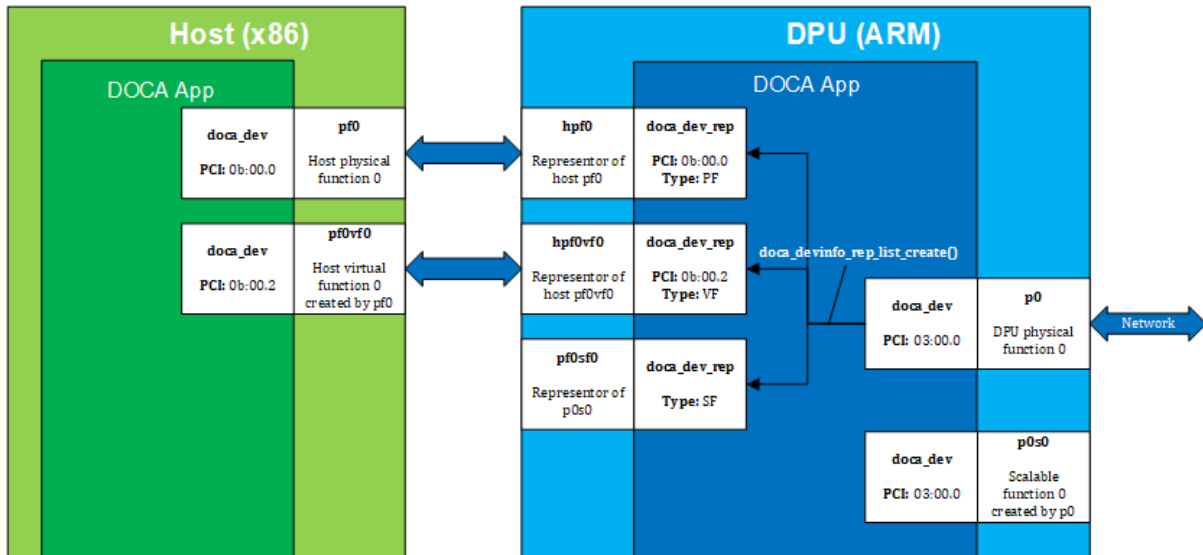 Host (x86)
DOCA App
doca_dev
PCI: 0b:00.0
pf0
Host physical
function 0
doca_dev
PCI: 0b:00.2
pf0vf0
Host virtual
function 0
created by pf0
DPU (ARM)
DOCA App
hpf0
Representor of
host pf0
doca_dev_rep
PCI: 0b:00.0
Type: PF
hpf0vf0
Representor of
host pf0vf0
doca_dev_rep
PCI: 0b:00.2
Type: VF
pf0sf0
Representor of
p0s0
doca_dev_rep
Type: SF
doca_devinfo_rep_list_create()
doca_dev
PCI: 03:00.0
p0
DPU physical
function 0
Network
doca_dev
PCI: 03:00.0
p0s0
Scalable
function 0
created by p0